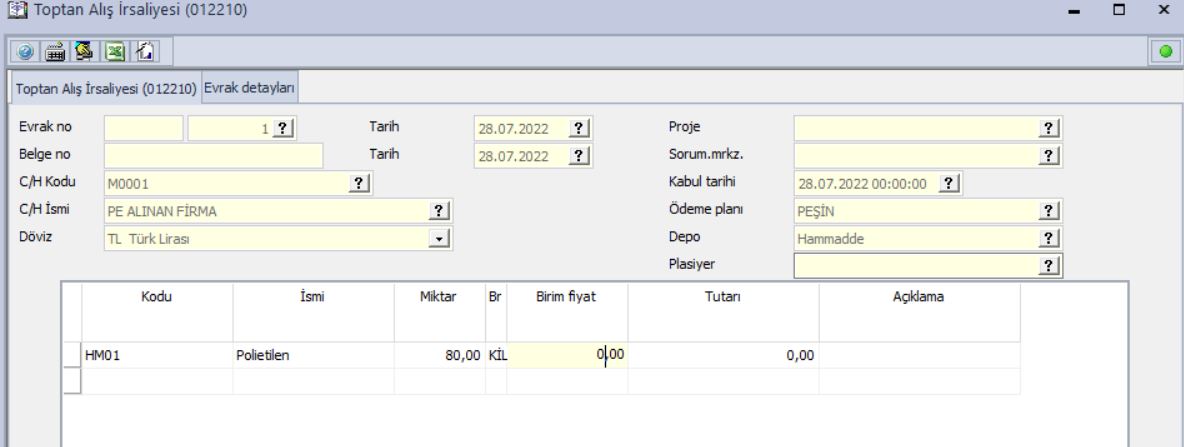 Toptan Alış İrsaliyesi (012210)
Toptan Alış İrsaliyesi (012210) Evrak detayları
Evrak no 1 ? Tarih 28.07.2022 ? Proje ?
Belge no Tarih 28.07.2022 ? Sorum.mrkz. ?
C/H Kodu M0001 ? Kabul tarihi 28.07.2022 00:00:00 ?
C/H İsmi PE ALINAN FİRMA ? Ödeme planı PEŞİN ?
Döviz TL Türk Lirası Depo Hammadde ?
Plasiyer ?
Kodu İsmi Miktar Br Birim fiyat Tutarı Açıklama
HM01 Polietilen 80,00 KİL 0,00 0,00